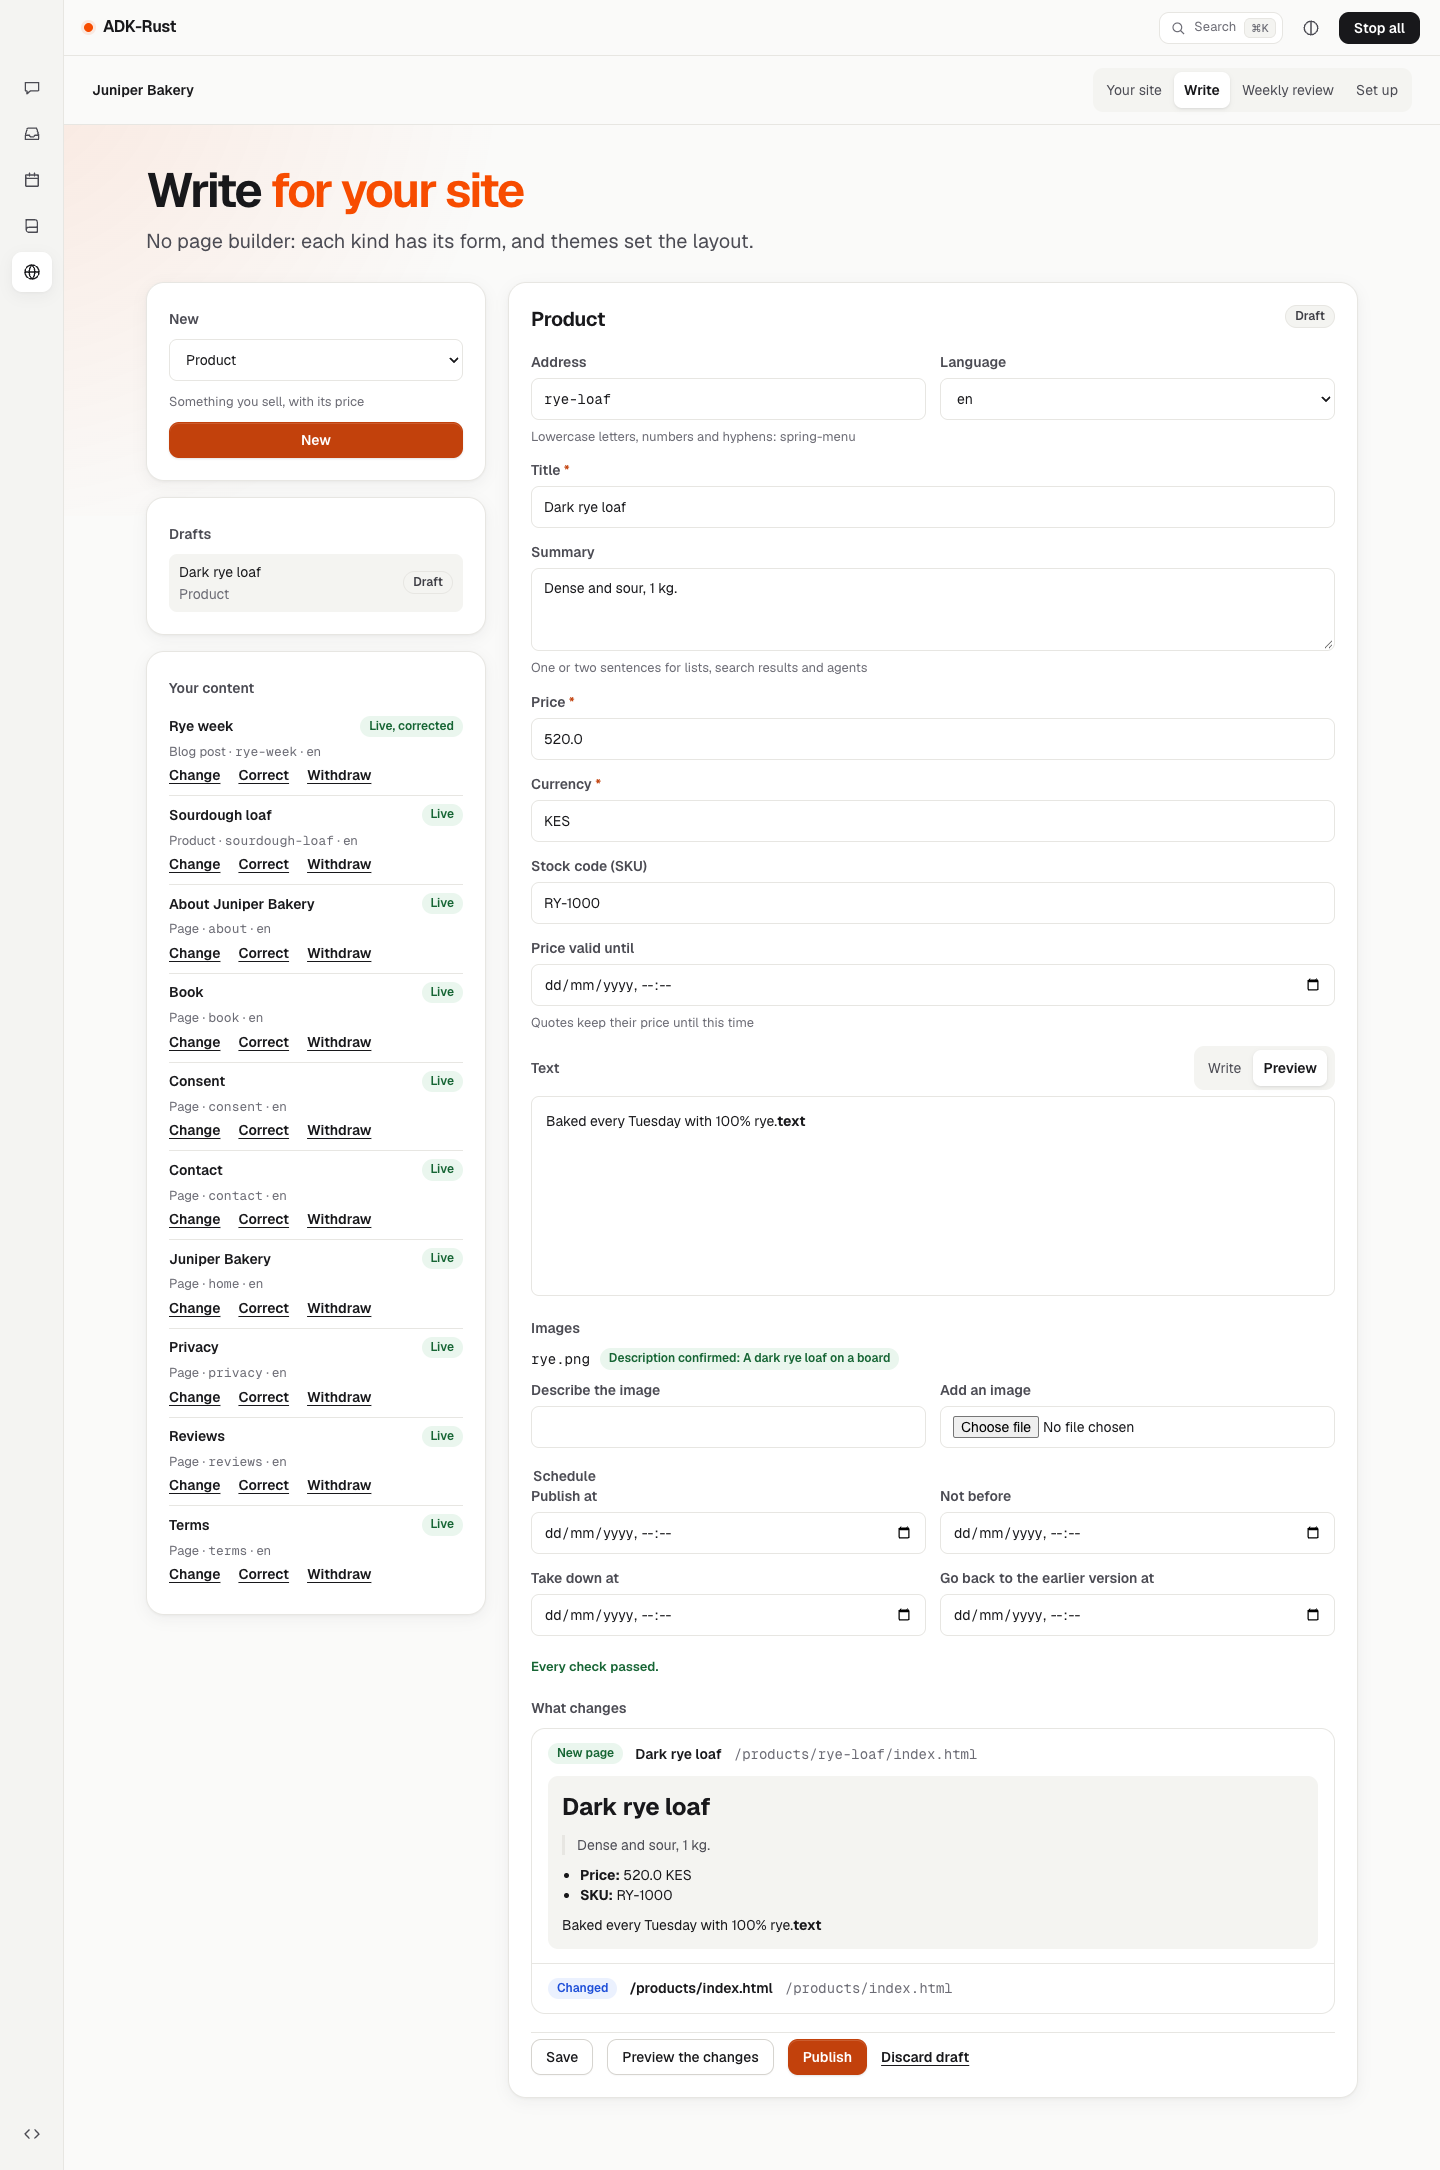 ADK-Rust
Search ⌘K
Stop all
Juniper Bakery
Your site Write Weekly review Set up
Write for your site
No page builder: each kind has its form, and themes set the layout.
New
Product
Something you sell, with its price
New
Drafts
Dark rye loaf
Product
Draft
Your content
Rye week Live, corrected
Blog post · rye-week · en
Change Correct Withdraw
Sourdough loaf Live
Product · sourdough-loaf · en
Change Correct Withdraw
About Juniper Bakery Live
Page · about · en
Change Correct Withdraw
Book Live
Page · book · en
Change Correct Withdraw
Consent Live
Page · consent · en
Change Correct Withdraw
Contact Live
Page · contact · en
Change Correct Withdraw
Juniper Bakery Live
Page · home · en
Change Correct Withdraw
Privacy Live
Page · privacy · en
Change Correct Withdraw
Reviews Live
Page · reviews · en
Change Correct Withdraw
Terms Live
Page · terms · en
Change Correct Withdraw
Product Draft
Address Language
rye-loaf en
Lowercase letters, numbers and hyphens: spring-menu
Title *
Dark rye loaf
Summary
Dense and sour, 1 kg.
One or two sentences for lists, search results and agents
Price *
520.0
Currency *
KES
Stock code (SKU)
RY-1000
Price valid until
dd/mm/yyyy, --:--
Quotes keep their price until this time
Text Write Preview
Baked every Tuesday with 100% rye.text
Images
rye.png Description confirmed: A dark rye loaf on a board
Describe the image Add an image
Choose file No file chosen
Schedule
Publish at Not before
dd/mm/yyyy, --:-- dd/mm/yyyy, --:--
Take down at Go back to the earlier version at
dd/mm/yyyy, --:-- dd/mm/yyyy, --:--
Every check passed.
What changes
New page Dark rye loaf /products/rye-loaf/index.html
Dark rye loaf
Dense and sour, 1 kg.
• Price: 520.0 KES
• SKU: RY-1000
Baked every Tuesday with 100% rye.text
Changed /products/index.html /products/index.html
Save Preview the changes Publish Discard draft